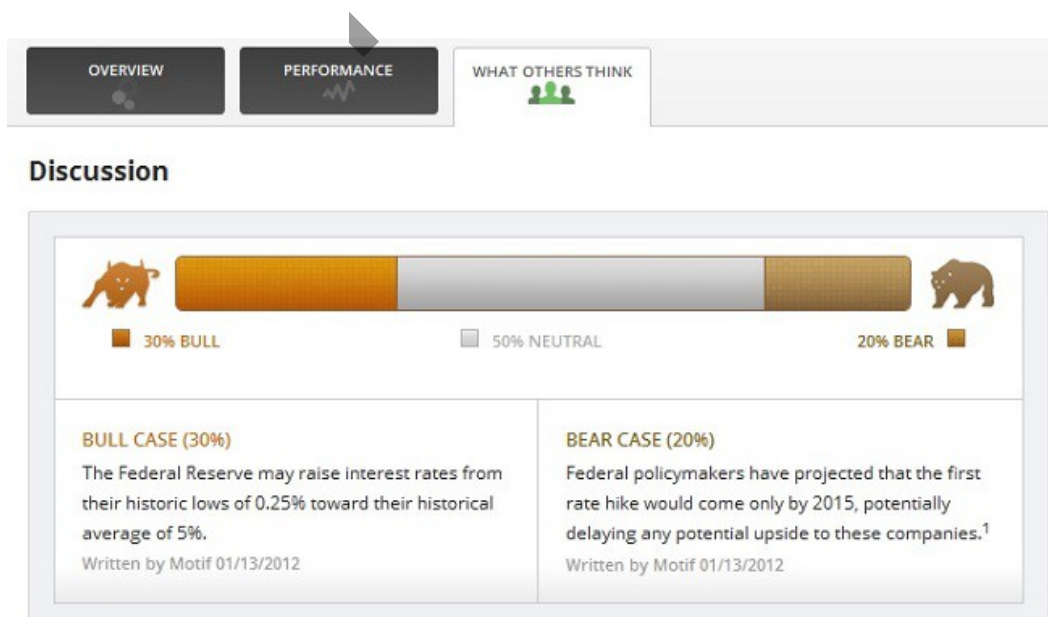 OVERVIEW
PERFORMANCE
WHAT OTHERS THINK
Discussion
30% BULL
50% NEUTRAL
20% BEAR
BULL CASE (30%)
The Federal Reserve may raise interest rates from
their historic lows of 0.25% toward their historical
average of 5%.
Written by Motif 01/13/2012
BEAR CASE (20%)
Federal policymakers have projected that the first
rate hike would come only by 2015, potentially
delaying any potential upside to these companies.1
Written by Motif 01/13/2012